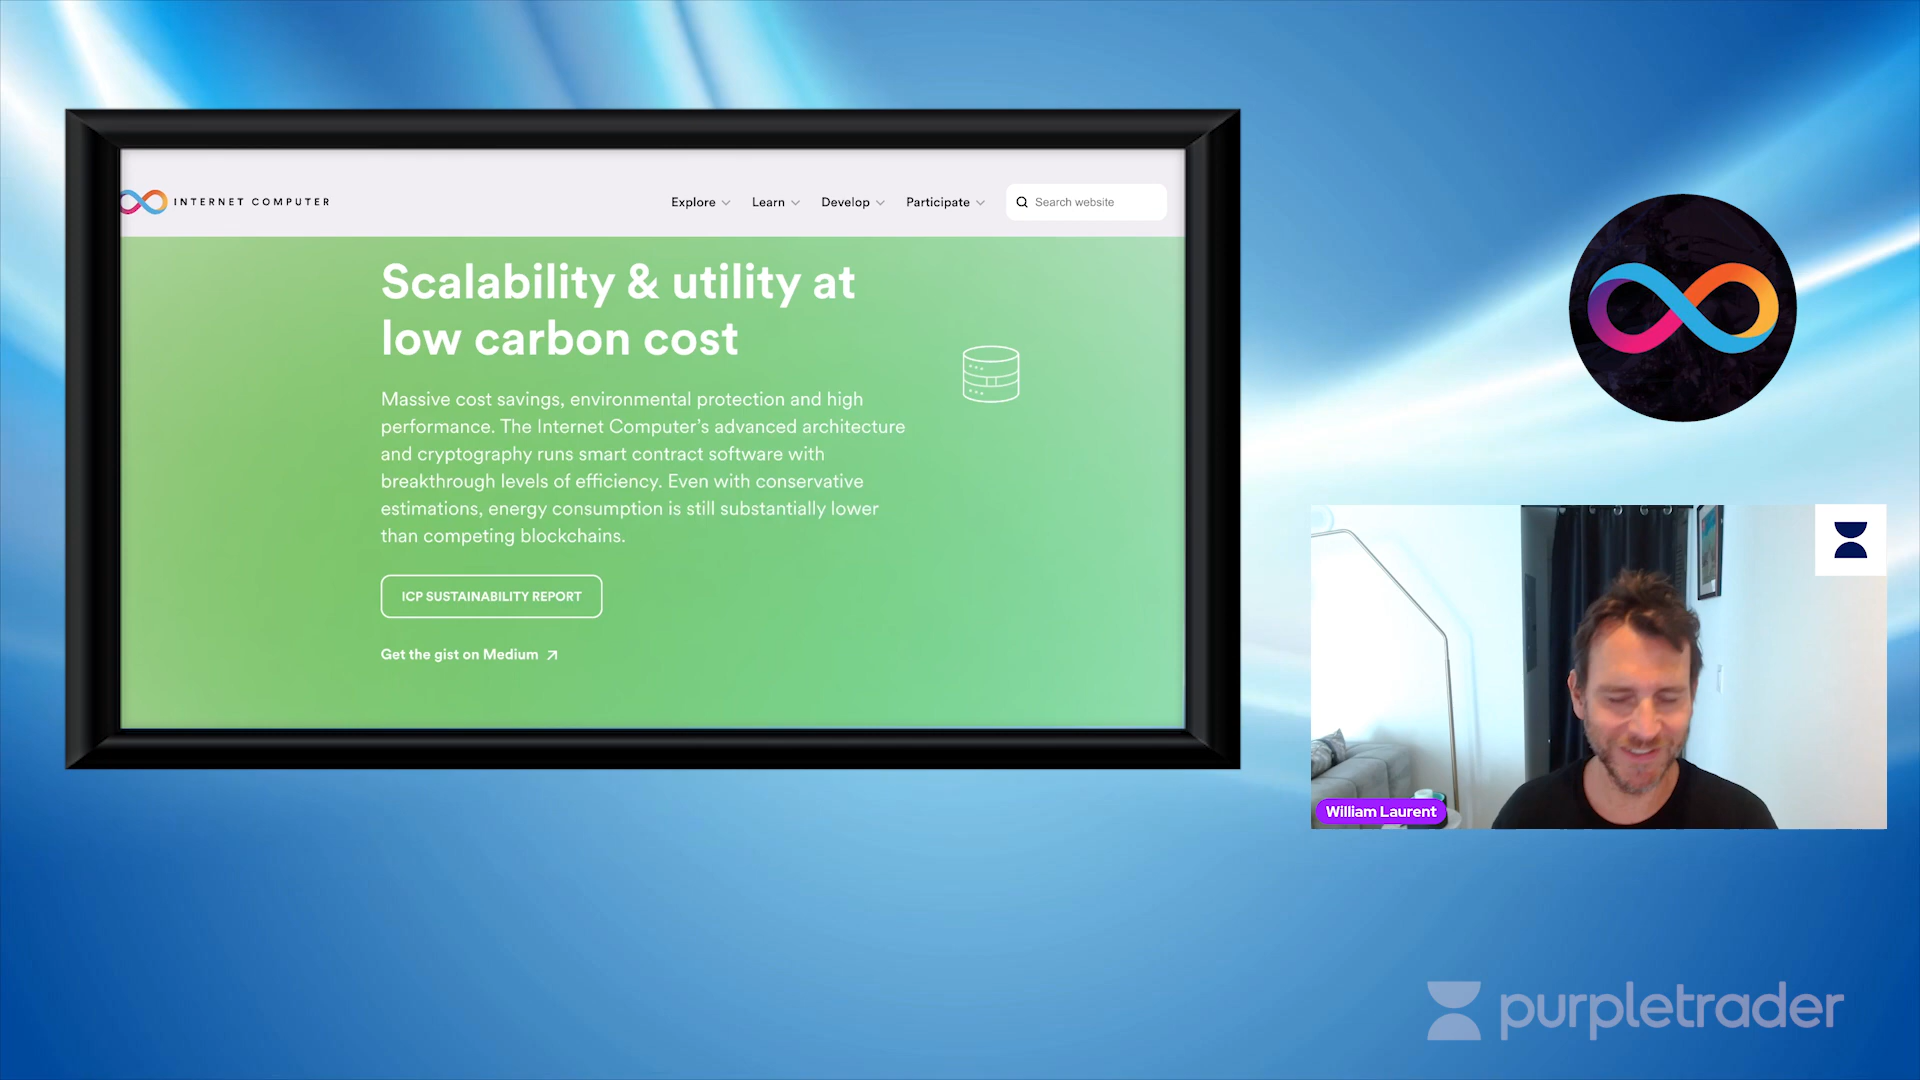 INTERNET COMPUTER
Explore
Learn
Develop
Participate
Search website
Scalability & utility at
low carbon cost
Massive cost savings, environmental protection and high
performance. The Internet Computer’s advanced architecture
and cryptography runs smart contract software with
breakthrough levels of efficiency. Even with conservative
estimations, energy consumption is still substantially lower
than competing blockchains.
ICP SUSTAINABILITY REPORT
Get the gist on Medium
William Laurent
purpletrader